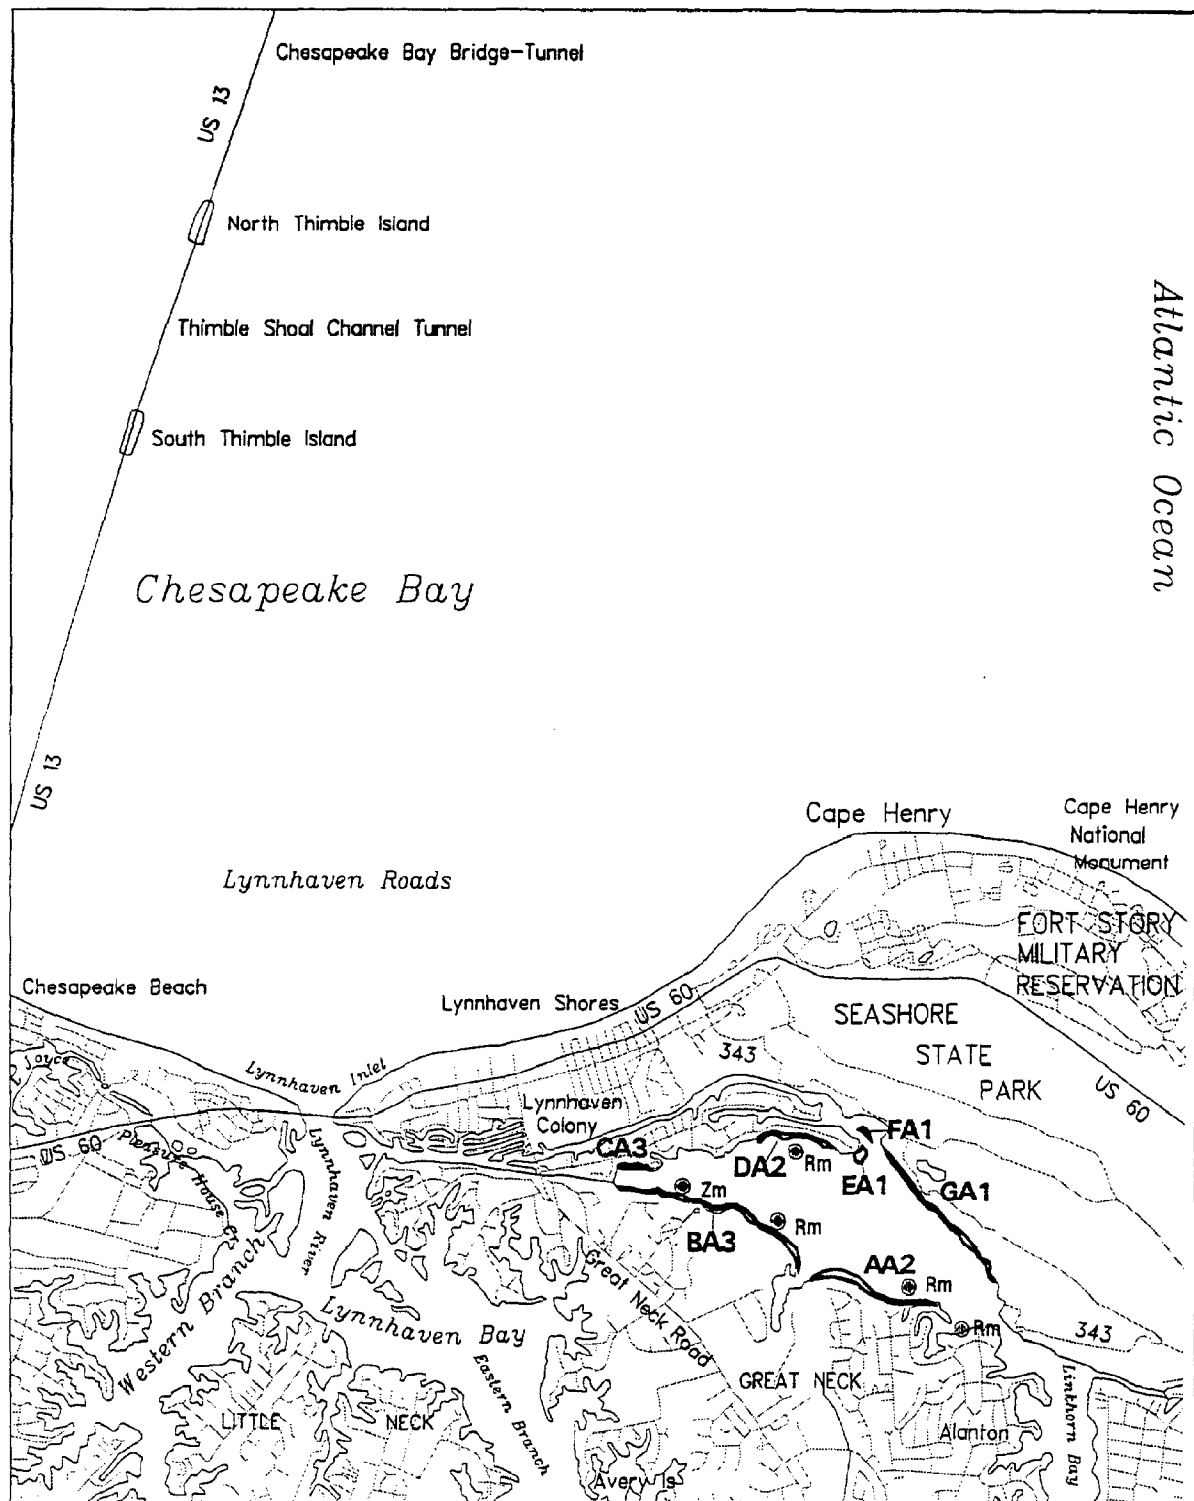 Chesapeake Bay Bridge-Tunnel
US 13
North Thimble Island
Thimble Shoal Channel Tunnel
South Thimble Island
Atlantic Ocean
Chesapeake Bay
US 13
Cape Henry
Cape Henry
National
Monument
Lynnhaven Roads
FORT STORY
MILITARY
RESERVATION
Chesapeake Beach
Lynnhaven Shores
US 60
SEASHORE
STATE
PARK
343
Joyce
Lynnhaven Inlet
US 60
Lynnhaven
Colony
FA1
CA3
US 60
Pleasure House Cr
Lynnhaven River
DA2
Rm
EA1
GA1
Zm
Rm
BA3
AA2
Rm
Great Neck Road
Western Branch
Lynnhaven Bay
Rm
343
Eastern Branch
GREAT NECK
Linkhorn Bay
LITTLE
NECK
Alanton
Avery Is